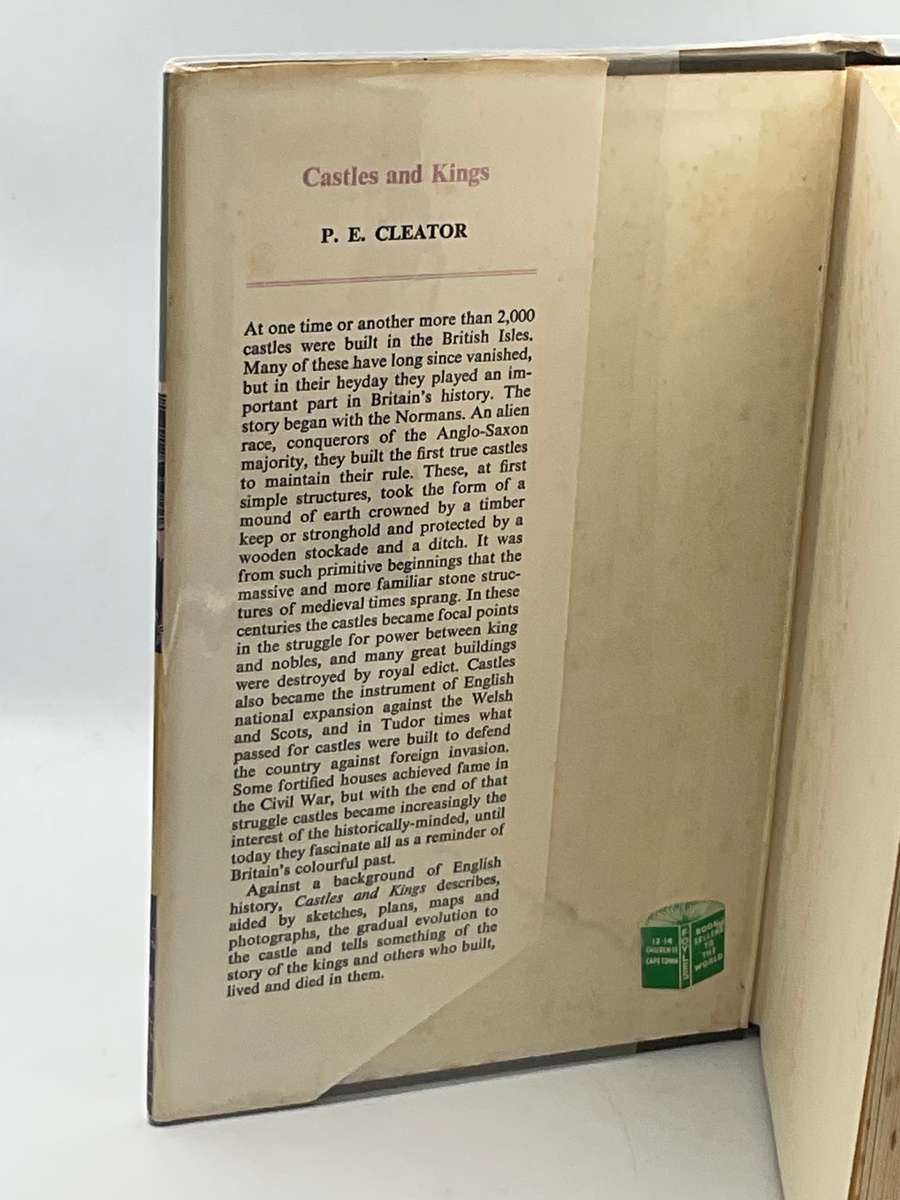 Castles and Kings
P. E. CLEATOR
At one time or another more than 2,000
castles were built in the British Isles.
Many of these have long since vanished,
but in their heyday they played an im-
portant part in Britain's history. The
story began with the Normans. An alien
race, conquerors of the Anglo-Saxon
majority, they built the first true castles
to maintain their rule. These, at first
simple structures, took the form of a
mound of earth crowned by a timber
keep or stronghold and protected by a
wooden stockade and a ditch. It was
from such primitive beginnings that the
massive and more familiar stone struc-
tures of medieval times sprang. In these
centuries the castles became focal points
in the struggle for power between king
and nobles, and many great buildings
were destroyed by royal edict. Castles
also became the instrument of English
national expansion against the Welsh
and Scots, and in Tudor times what
passed for castles were built to defend
the country against foreign invasion.
Some fortified houses achieved fame in
the Civil War, but with the end of that
struggle castles became increasingly the
interest of the historically-minded, until
today they fascinate all as a reminder of
Britain's colourful past.
Against a background of English
history, Castles and Kings describes,
aided by sketches, plans, maps and
photographs, the gradual evolution to
the castle and tells something of the
story of the kings and others who built,
lived and died in them.
12-14
CHURCH ST
CAPE TOWN
FOYLES
BOOK-
SELLERS
TO
THE
WORLD